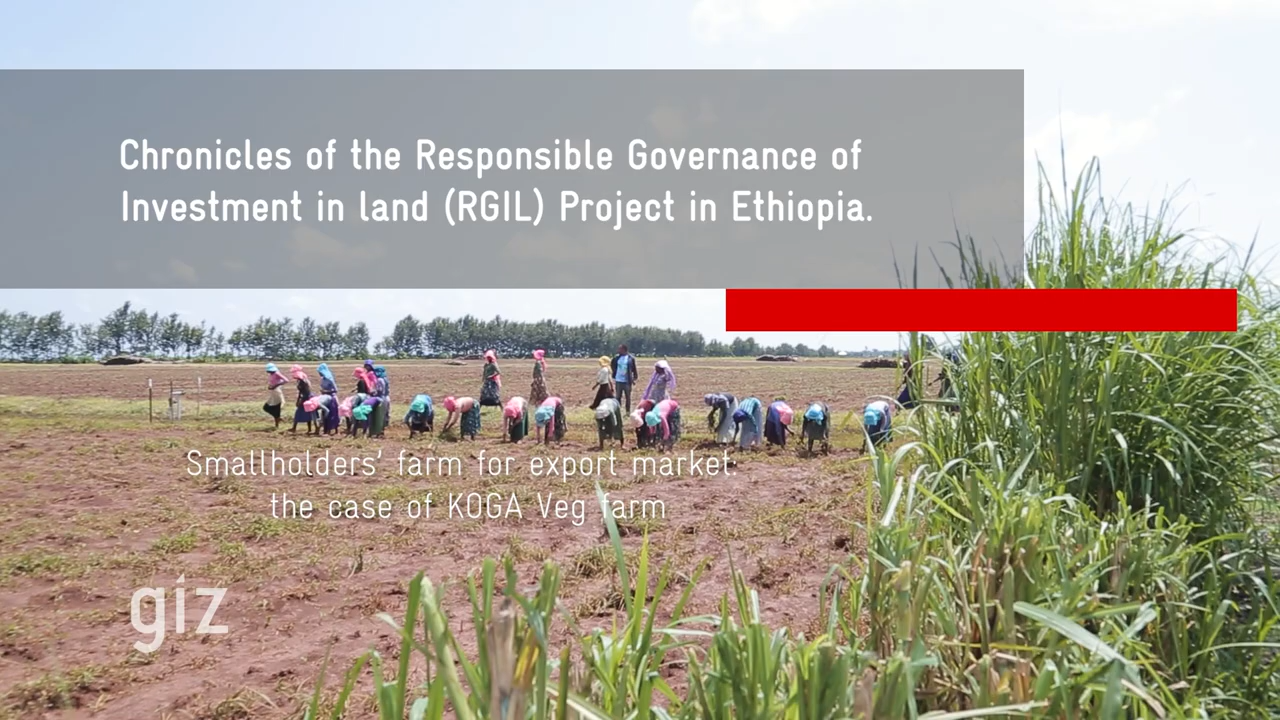 Chronicles of the Responsible Governance of
Investment in land (RGIL) Project in Ethiopia.
Smallholders' farm for export market:
the case of KOGA Veg farm
giz